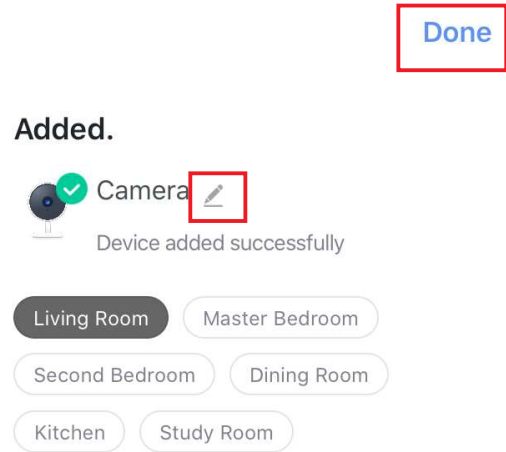 Done
Added.
Camera
Device added successfully
Living Room
Master Bedroom
Second Bedroom
Dining Room
Kitchen
Study Room